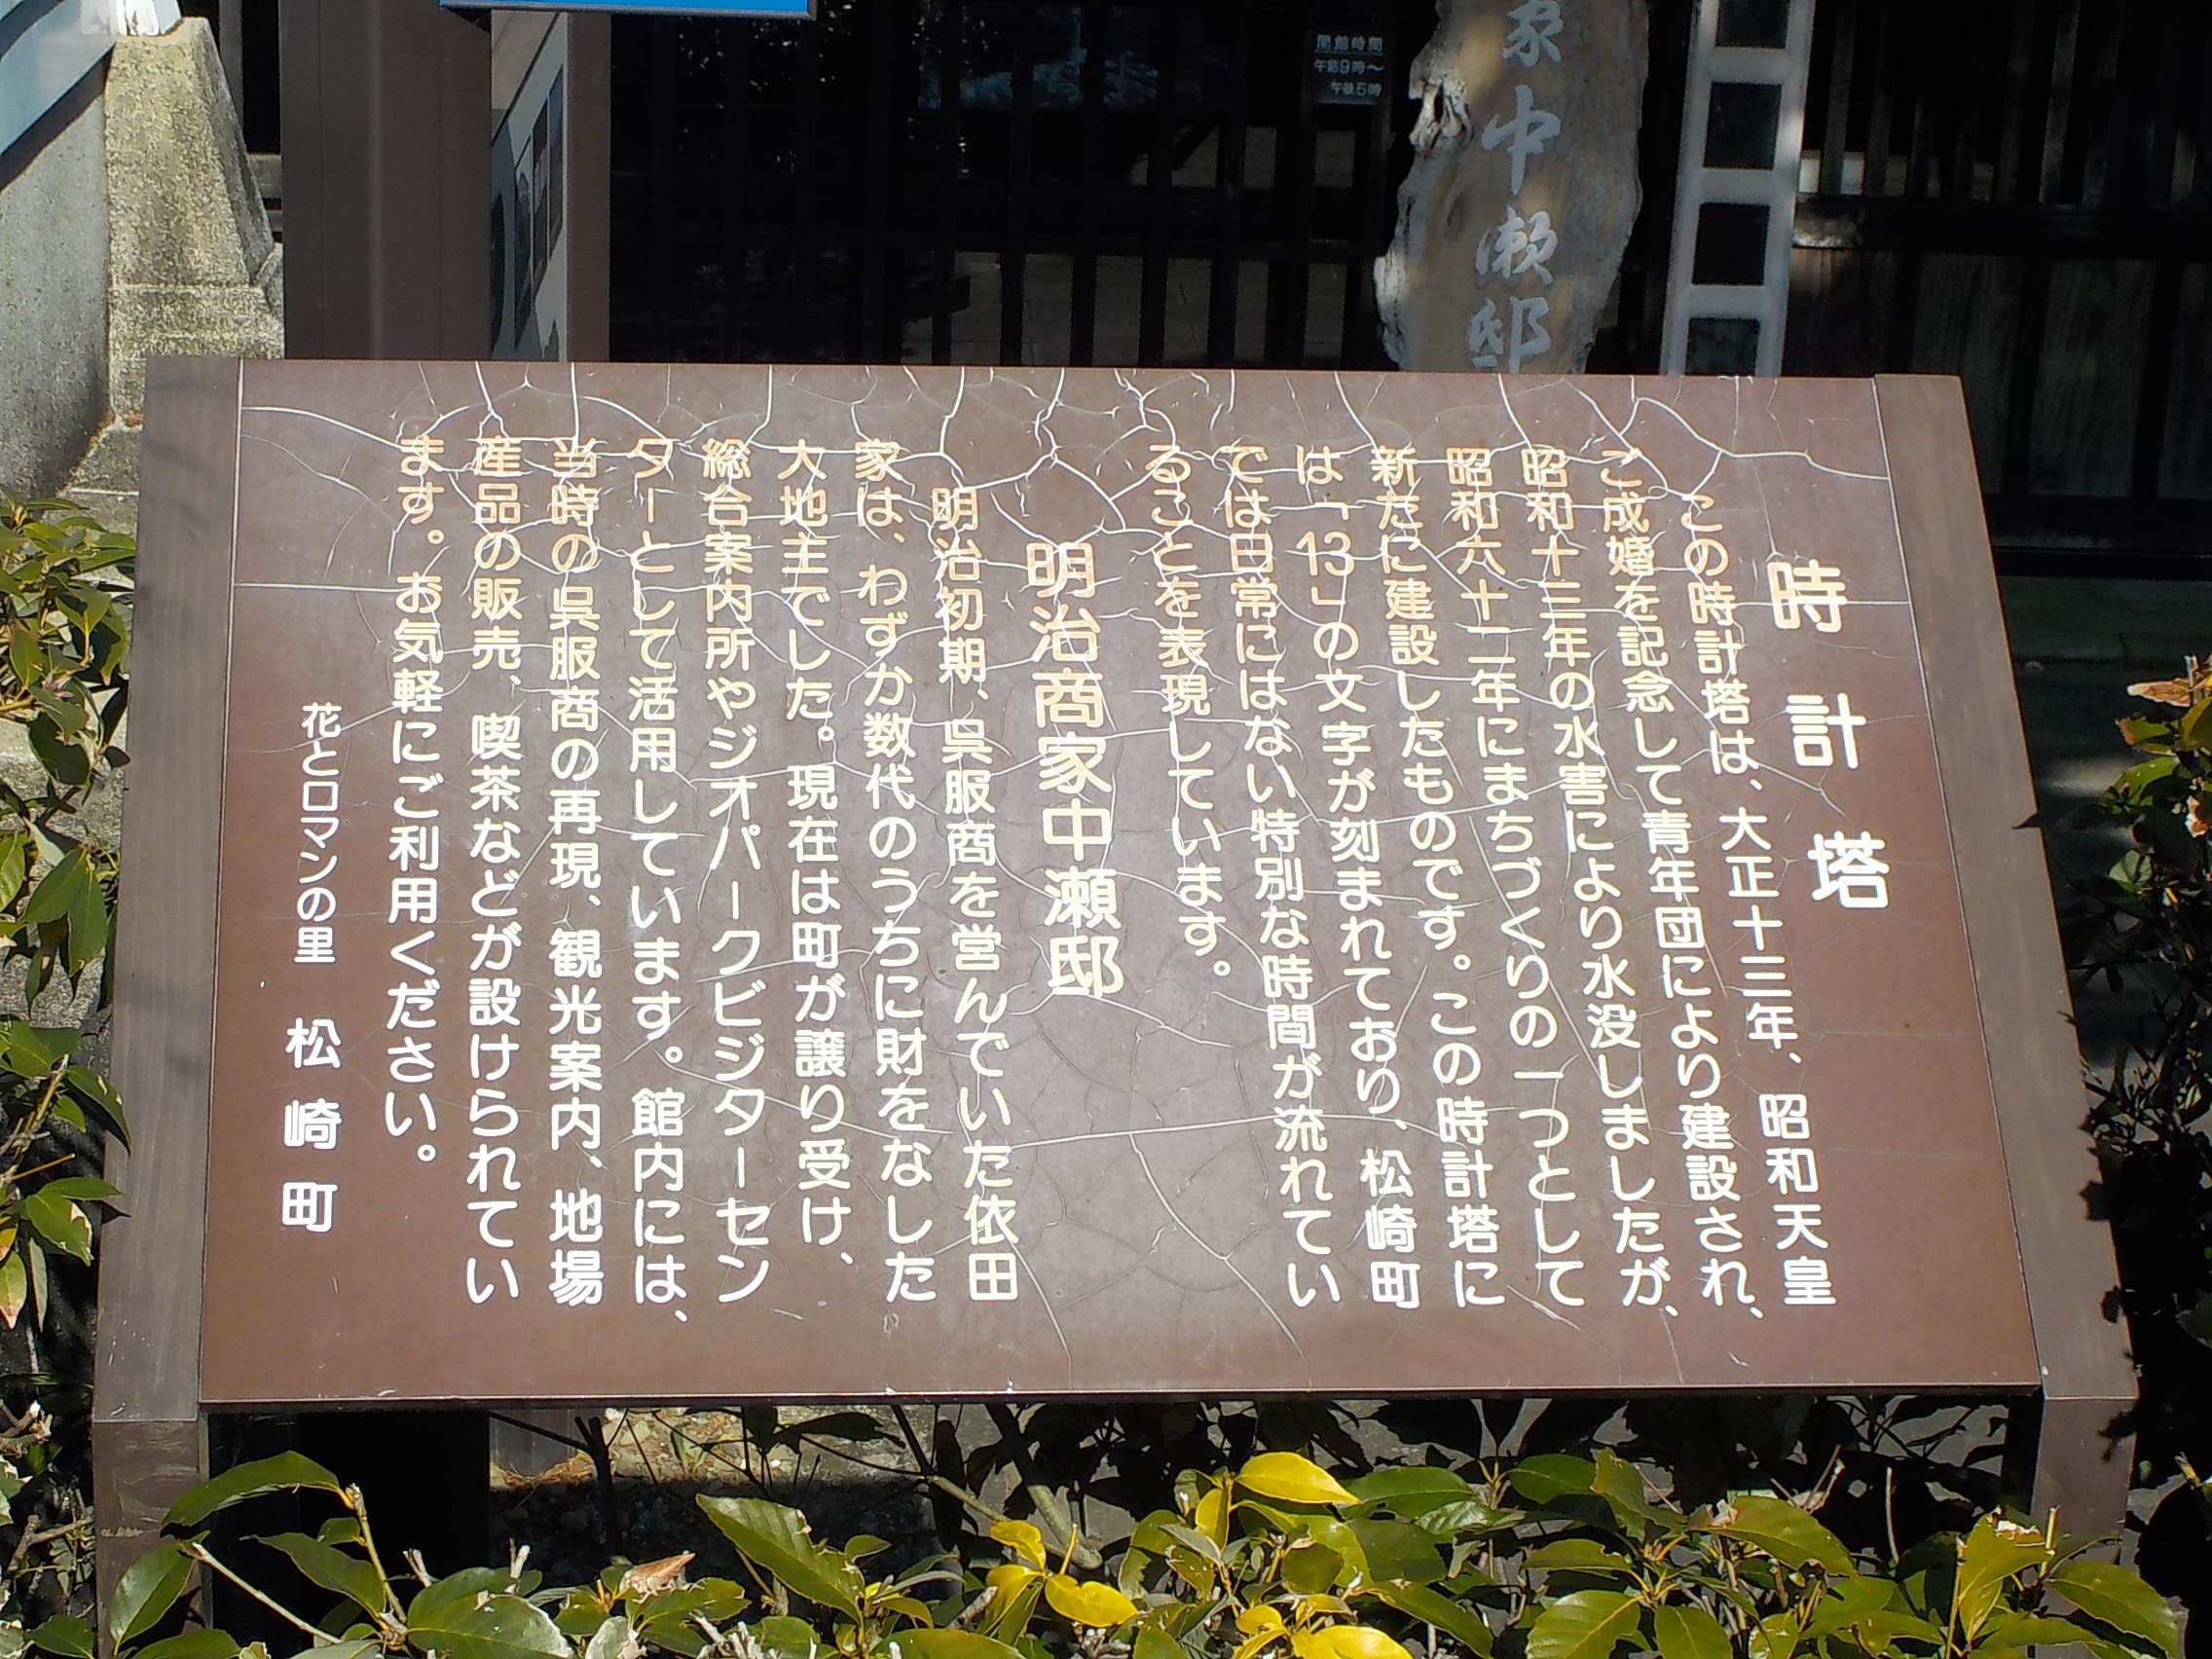 時計塔
この時計塔は、大正十三年、昭和天皇
ご成婚を記念して青年団により建設され、
昭和十三年の水害により水没しましたが、
昭和六十二年にまちづくりの一つとして
新たに建設したものです。この時計塔に
は「13」の文字が刻まれており、松崎町
では日常にはない特別な時間が流れてい
ることを表現しています。
明治商家中瀬邸
明治初期、呉服商を営んでいた依田
家は、わずか数代のうちに財をなした
大地主でした。現在は町が譲り受け、
総合案内所やジオパークビジターセン
ターとして活用しています。館内には、
当時の呉服商の再現、観光案内、地場
産品の販売、喫茶などが設けられてい
ます。お気軽にご利用ください。
花とロマンの里 松崎町
家中瀬邸
開館時間
午前9時〜
午後5時